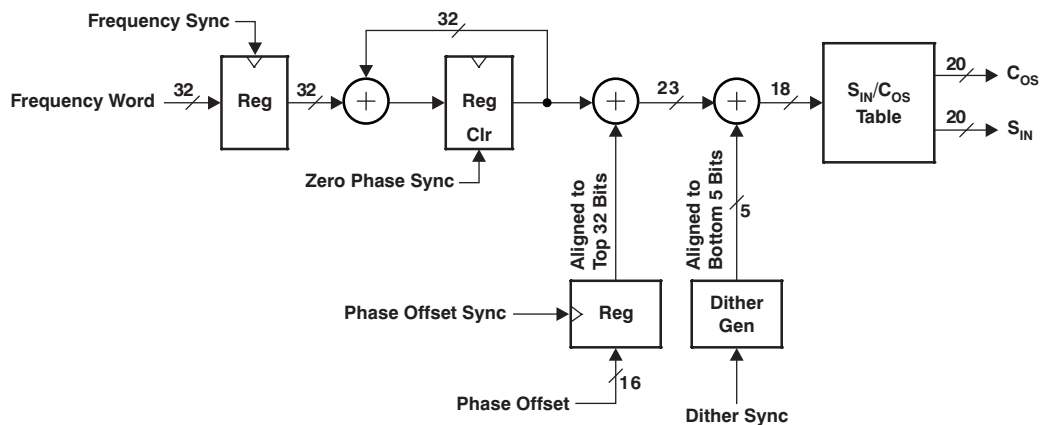 Frequency Sync
32
Frequency Word
32
Reg
32
+
Reg
Clr
Zero Phase Sync
+
23
+
18
SIN/COS
Table
20
COS
20
SIN
Aligned to
Top 32 Bits
Aligned to
Bottom 5 Bits
5
Phase Offset Sync
Reg
Dither
Gen
16
Phase Offset
Dither Sync